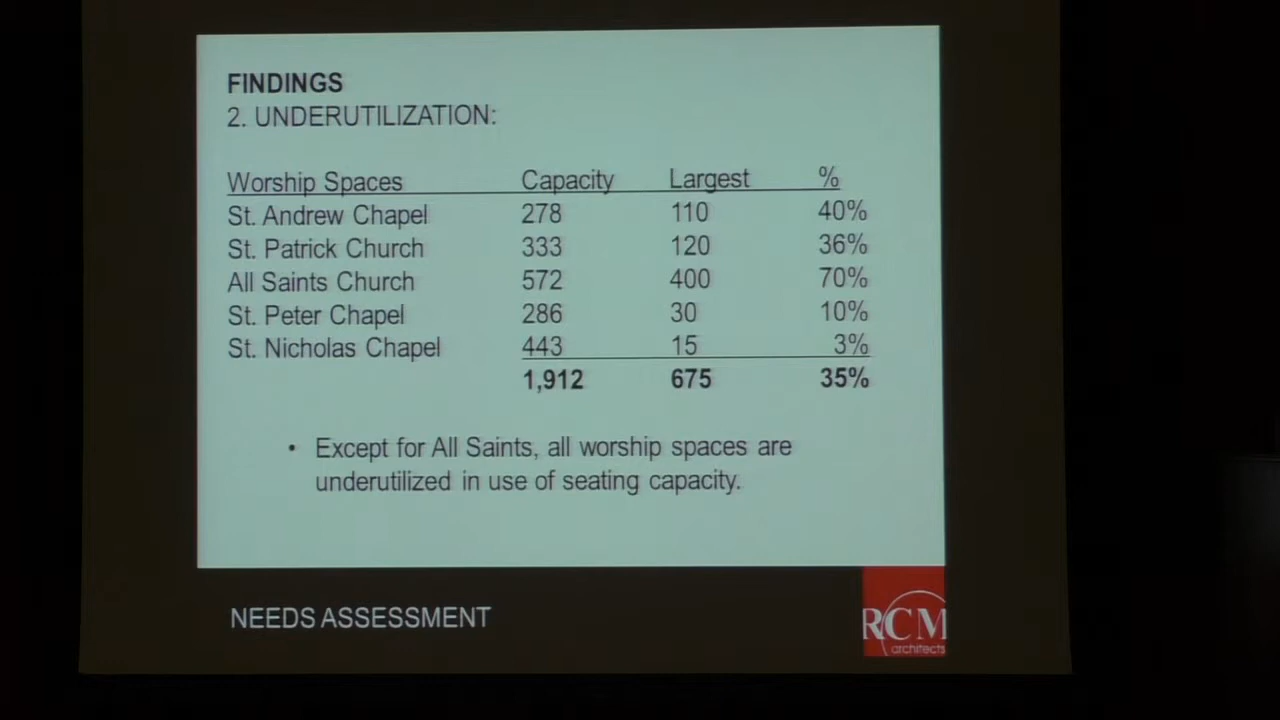 FINDINGS
2. UNDERUTILIZATION:
Worship Spaces Capacity Largest %
St. Andrew Chapel 278 110 40%
St. Patrick Church 333 120 36%
All Saints Church 572 400 70%
St. Peter Chapel 286 30 10%
St. Nicholas Chapel 443 15 3%
1,912 675 35%
• Except for All Saints, all worship spaces are
underutilized in use of seating capacity.
NEEDS ASSESSMENT
RCM
architects